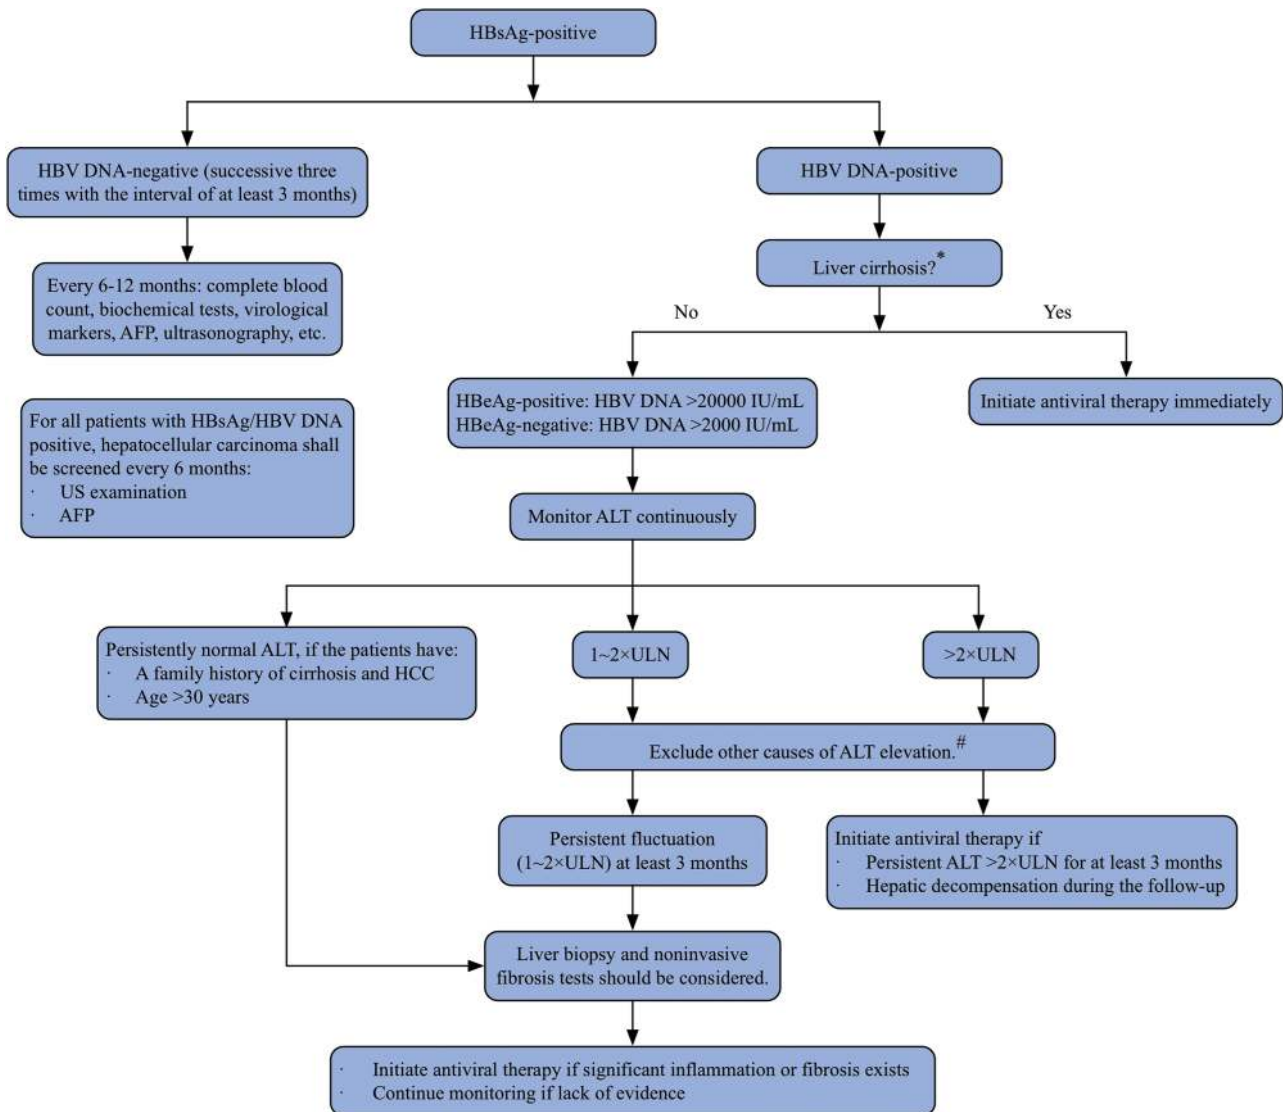 HBsAg-positive
HBV DNA-negative (successive three
times with the interval of at least 3 months)
HBV DNA-positive
Every 6-12 months: complete blood
count, biochemical tests, virological
markers, AFP, ultrasonography, etc.
Liver cirrhosis?*
No
Yes
For all patients with HBsAg/HBV DNA
positive, hepatocellular carcinoma shall
be screened every 6 months:
· US examination
· AFP
HBeAg-positive: HBV DNA >20000 IU/mL
HBeAg-negative: HBV DNA >2000 IU/mL
Initiate antiviral therapy immediately
Monitor ALT continuously
Persistently normal ALT, if the patients have:
· A family history of cirrhosis and HCC
· Age >30 years
1~2×ULN
>2×ULN
Exclude other causes of ALT elevation.#
Persistent fluctuation
(1~2×ULN) at least 3 months
Initiate antiviral therapy if
· Persistent ALT >2×ULN for at least 3 months
· Hepatic decompensation during the follow-up
Liver biopsy and noninvasive
fibrosis tests should be considered.
· Initiate antiviral therapy if significant inflammation or fibrosis exists
· Continue monitoring if lack of evidence